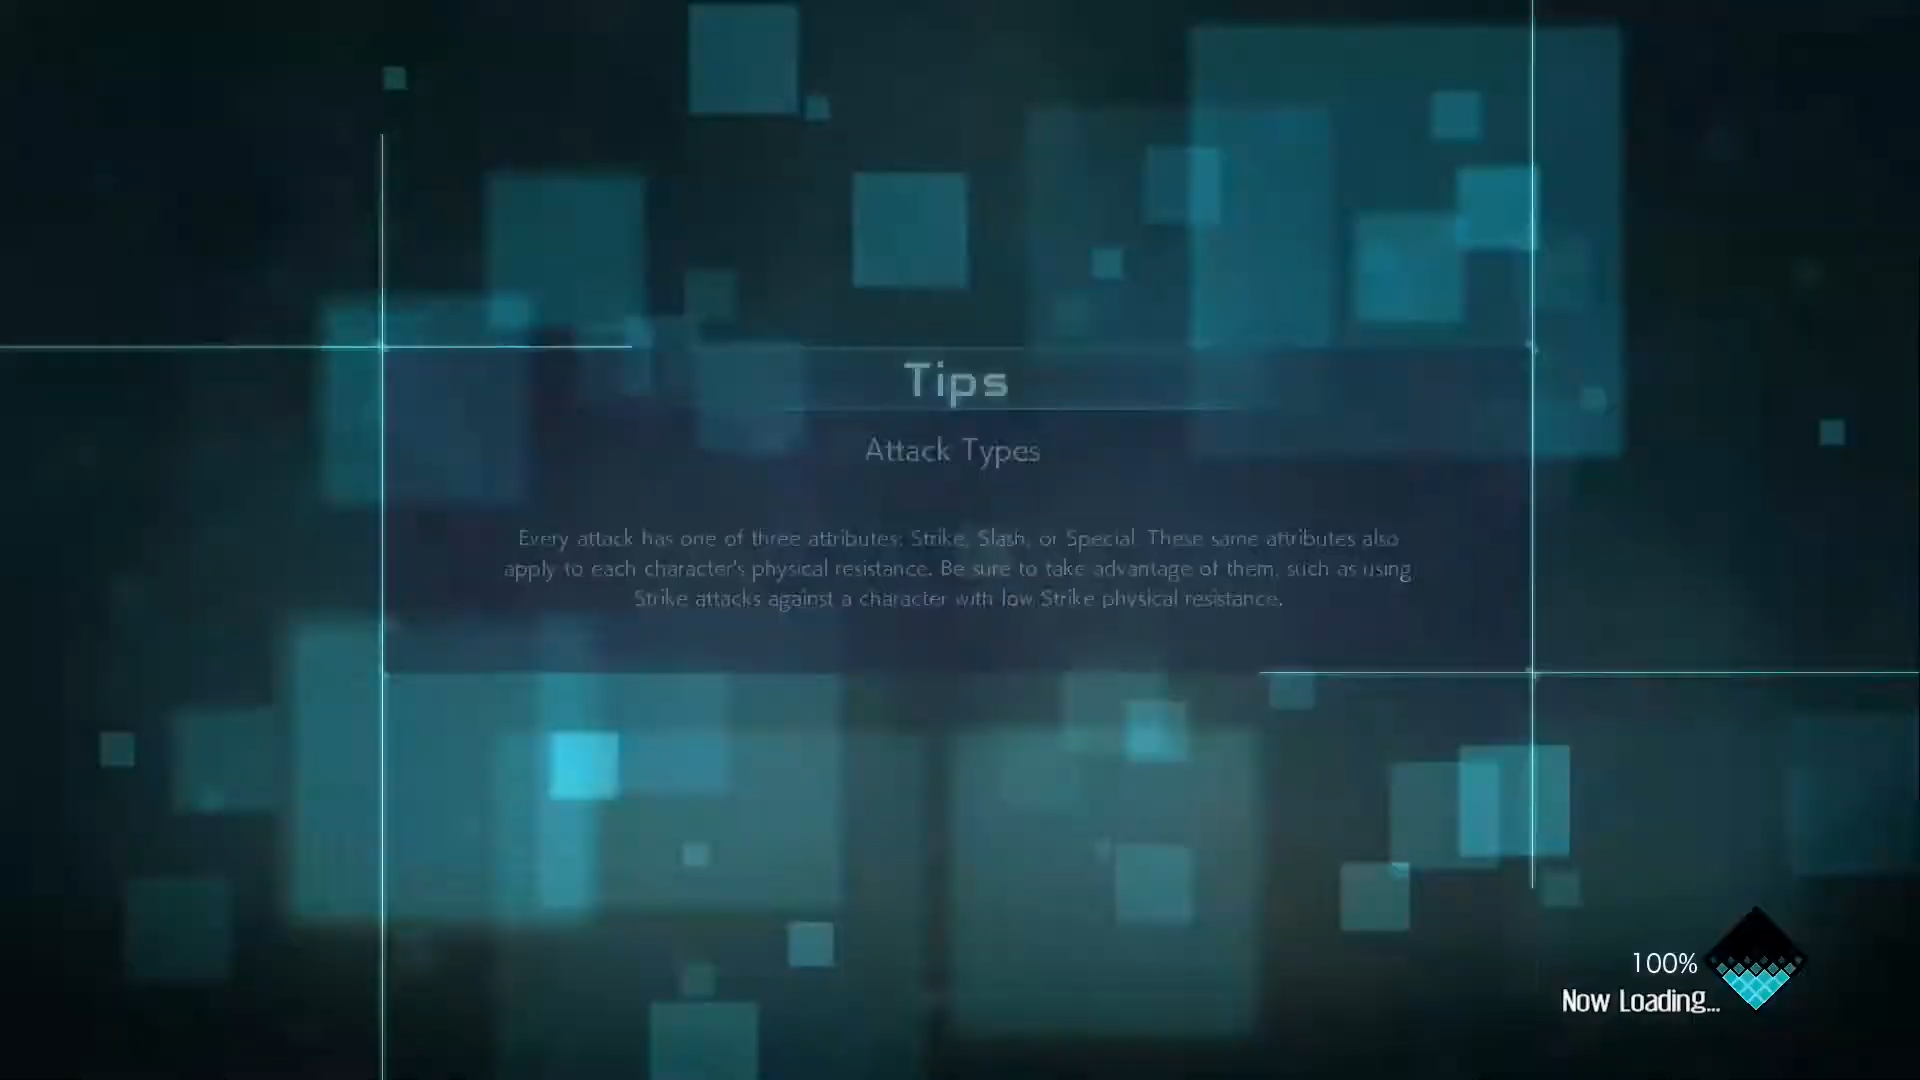 Tips
Attack Types
Every attack has one of three attributes: Strike, Slash, or Special. These same attributes also
apply to each character's physical resistance. Be sure to take advantage of them, such as using
Strike attacks against a character with low Strike physical resistance.
100%
Now Loading...